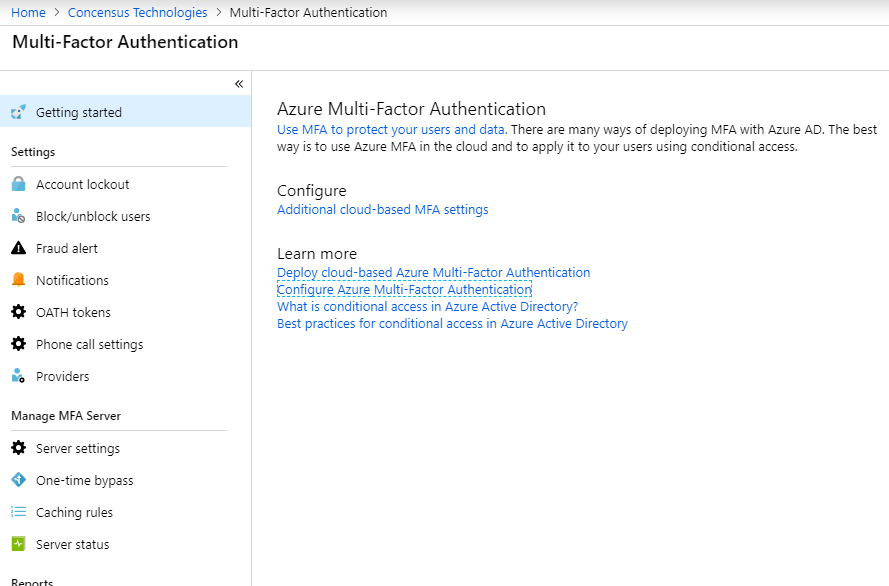 Home > Concensus Technologies > Multi-Factor Authentication
Multi-Factor Authentication
«
Getting started
Settings
Account lockout
Block/unblock users
Fraud alert
Notifications
OATH tokens
Phone call settings
Providers
Manage MFA Server
Server settings
One-time bypass
Caching rules
Server status
Reports
Azure Multi-Factor Authentication
Use MFA to protect your users and data. There are many ways of deploying MFA with Azure AD. The best
way is to use Azure MFA in the cloud and to apply it to your users using conditional access.
Configure
Additional cloud-based MFA settings
Learn more
Deploy cloud-based Azure Multi-Factor Authentication
Configure Azure Multi-Factor Authentication
What is conditional access in Azure Active Directory?
Best practices for conditional access in Azure Active Directory